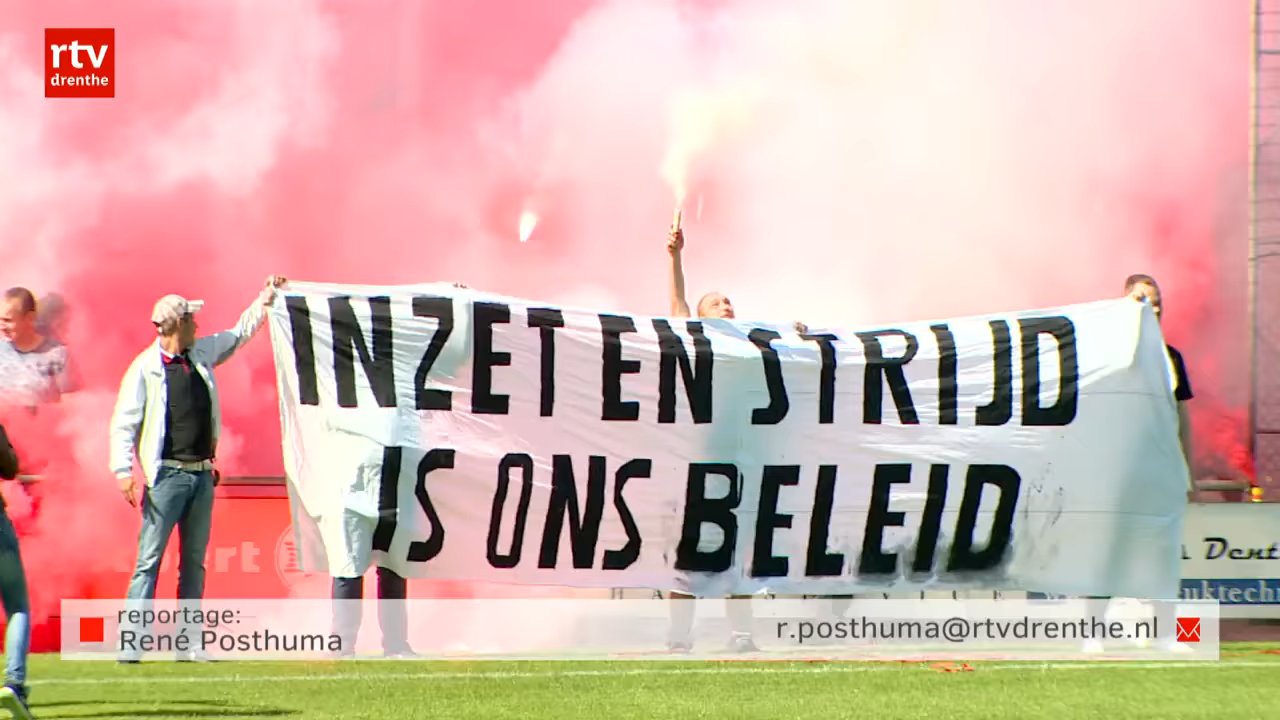 rtv
drenthe
INZET EN STRIJD
IS ONS BELEID
reportage:
René Posthuma
r.posthuma@rtvdrenthe.nl